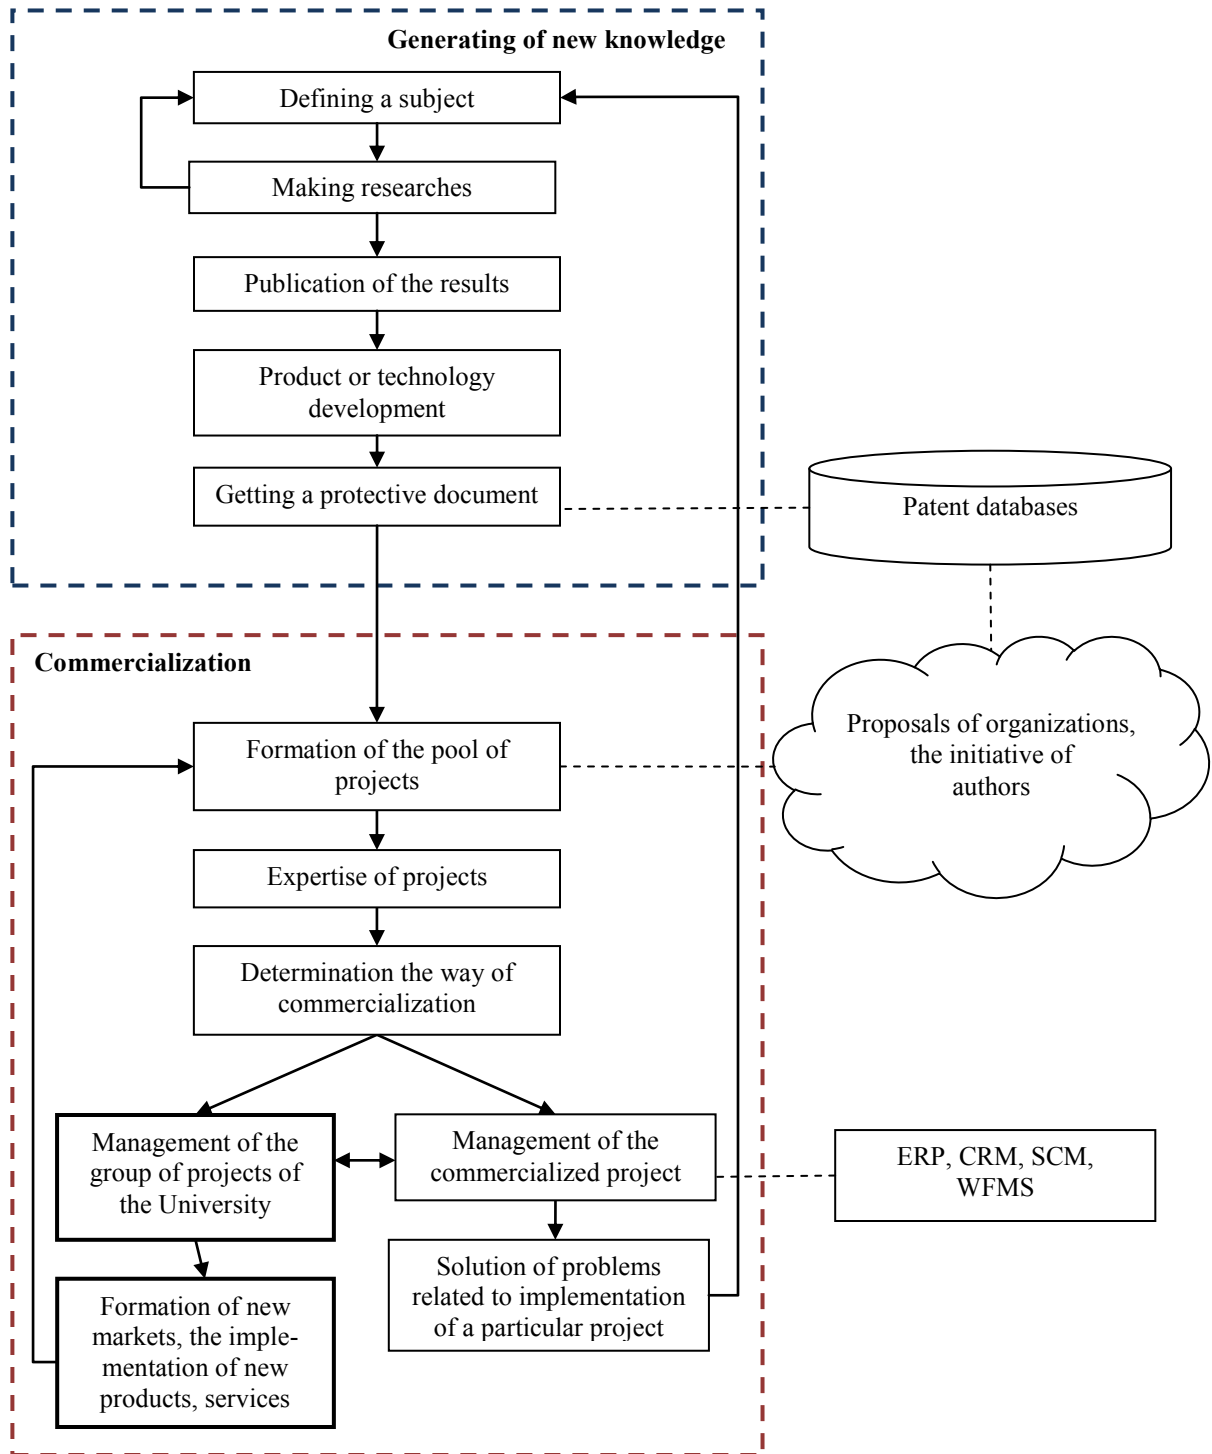 Generating of new knowledge
Defining a subject
Making researches
Publication of the results
Product or technology
development
Getting a protective document
Patent databases
Commercialization
Proposals of organizations,
the initiative of
authors
Formation of the pool of
projects
Expertise of projects
Determination the way of
commercialization
Management of the
group of projects of
the University
Management of the
commercialized project
ERP, CRM, SCM,
WFMS
Solution of problems
related to implementation
of a particular project
Formation of new
markets, the imple-
mentation of new
products, services